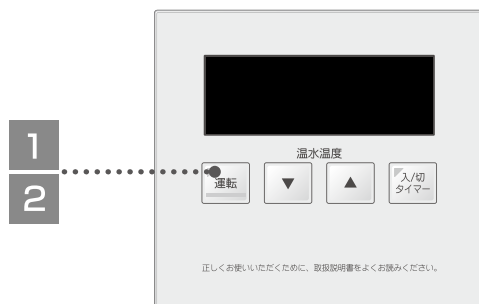 温水温度
1
2
運転
▼
▲
入/切
タイマー
正しくお使いいただくために、取扱説明書をよくお読みください。